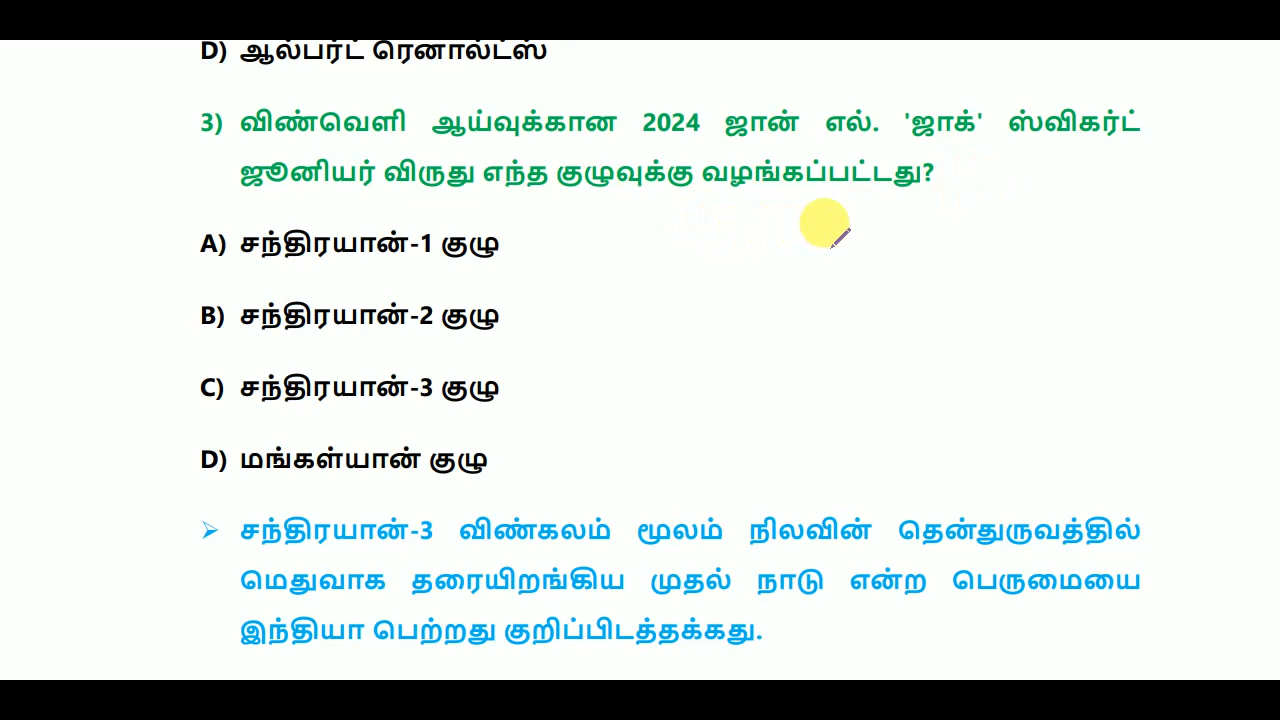 D) ஆல்பர்ட் ரெனால்ட்ஸ்
3) விண்வெளி ஆய்வுக்கான 2024 ஜான் எல். 'ஜாக்' ஸ்விகர்ட்
ஜூனியர் விருது எந்த குழுவுக்கு வழங்கப்பட்டது?
A) சந்திரயான்-1 குழு
B) சந்திரயான்-2 குழு
C) சந்திரயான்-3 குழு
D) மங்கள்யான் குழு
➢ சந்திரயான்-3 விண்கலம் மூலம் நிலவின் தென்துருவத்தில்
மெதுவாக தரையிறங்கிய முதல் நாடு என்ற பெருமையை
இந்தியா பெற்றது குறிப்பிடத்தக்கது.